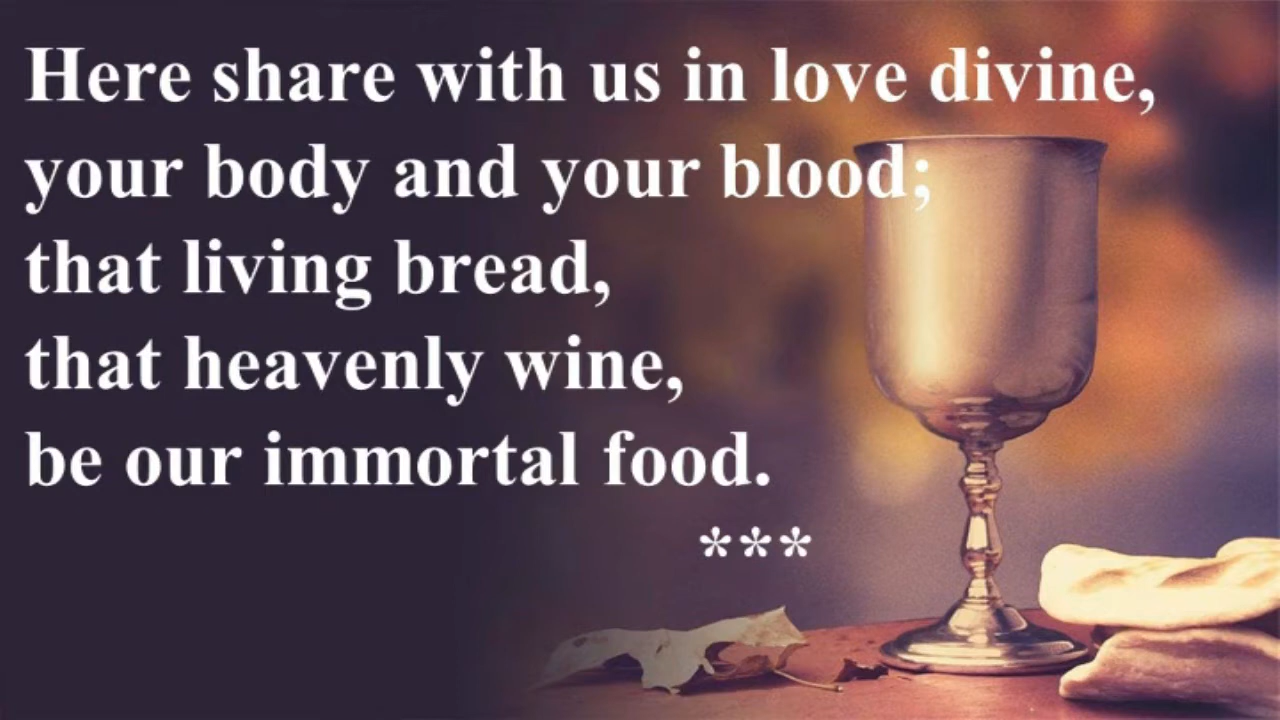 Here share with us in love divine,
your body and your blood;
that living bread,
that heavenly wine,
be our immortal food.
***